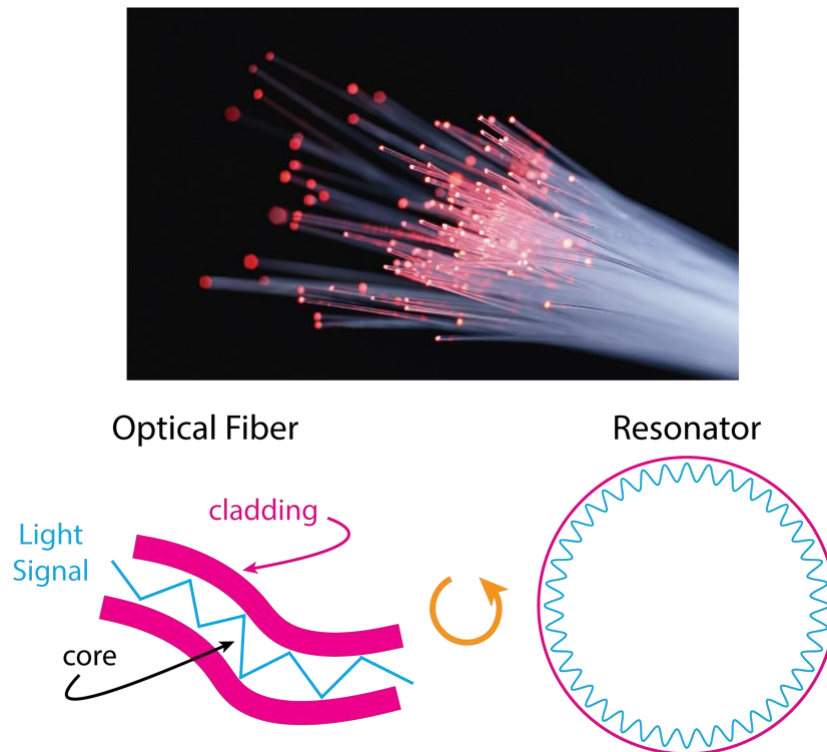 Optical Fiber
Resonator
cladding
Light
Signal
core